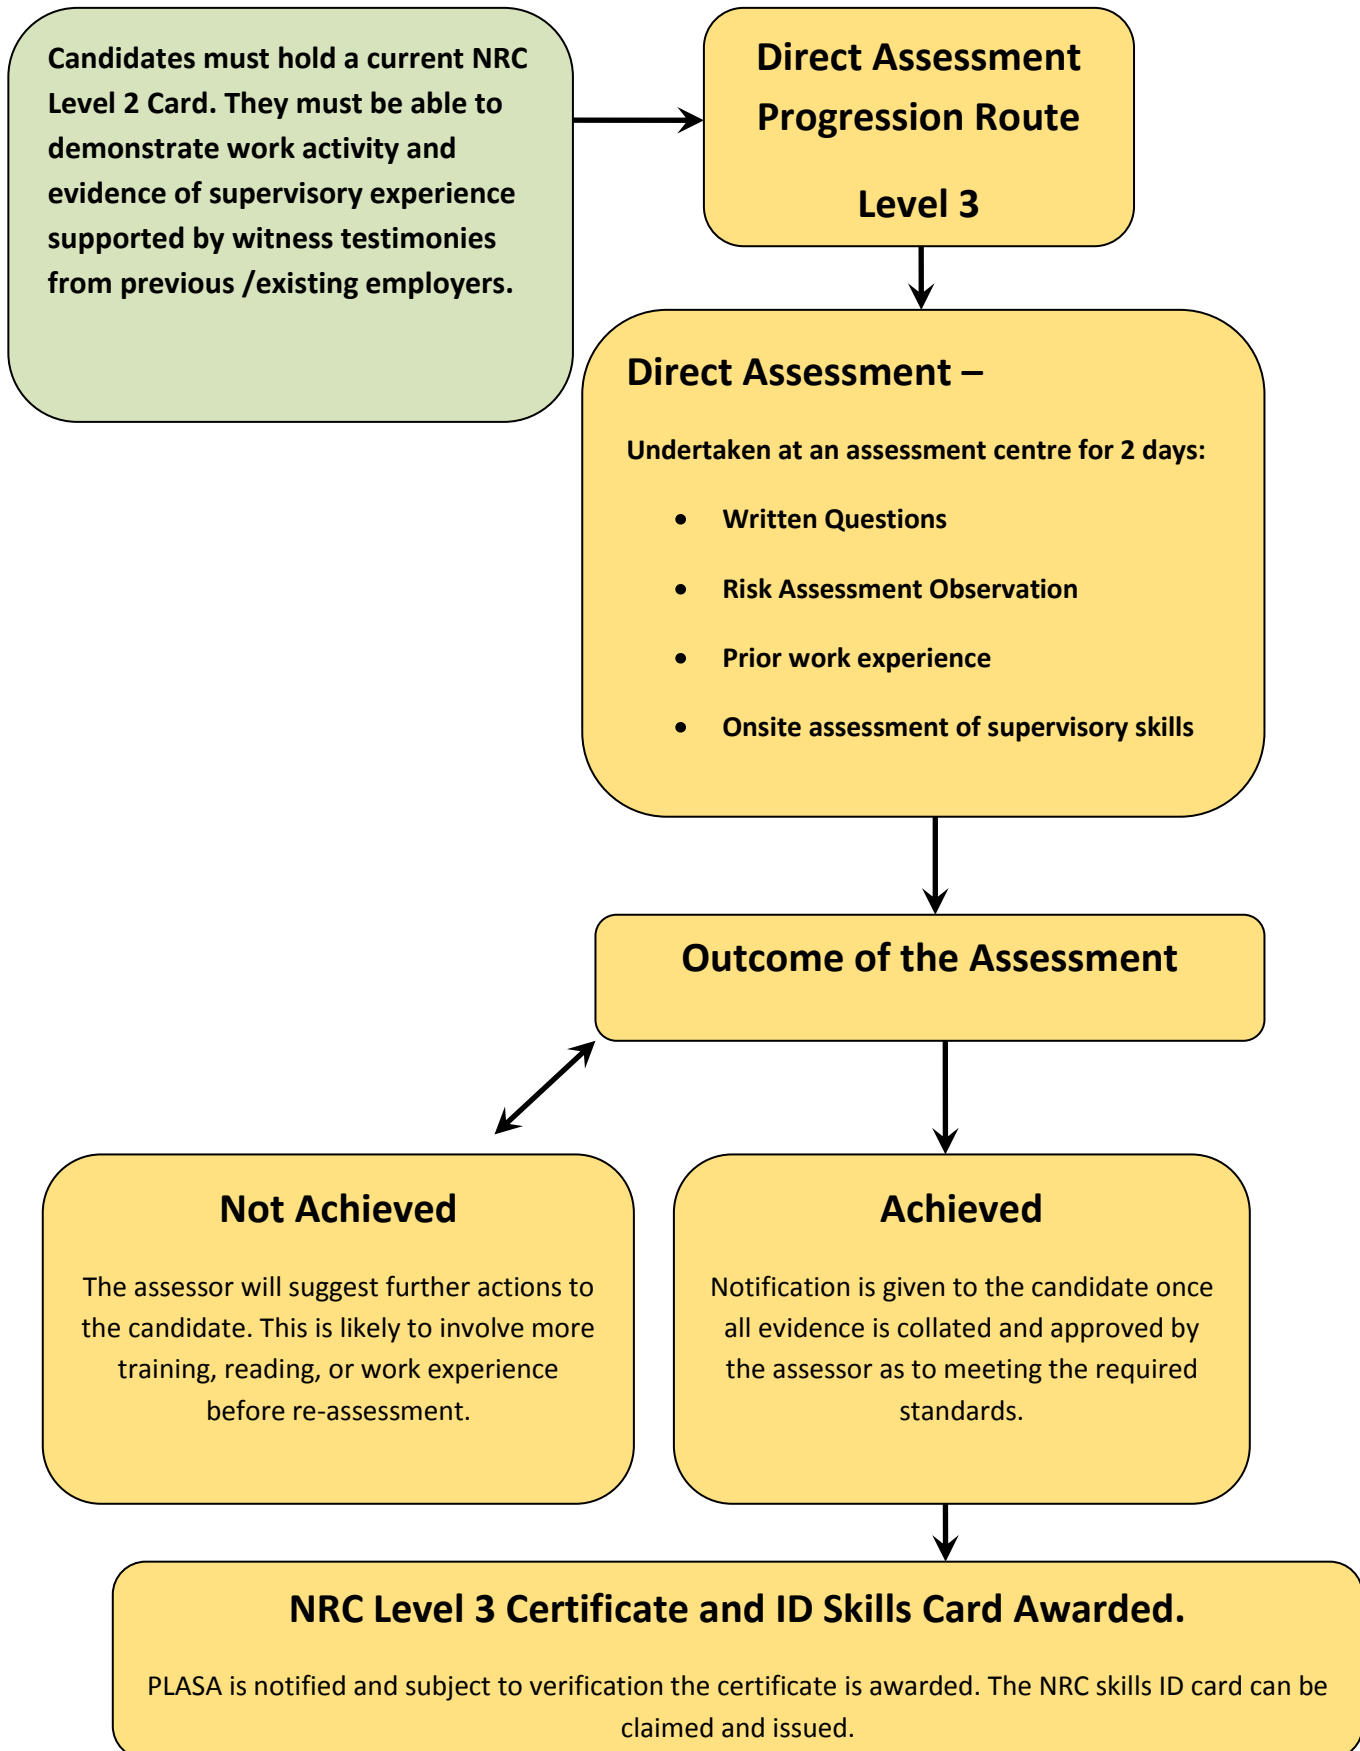 Candidates must hold a current NRC
Level 2 Card. They must be able to
demonstrate work activity and
evidence of supervisory experience
supported by witness testimonies
from previous /existing employers.
Direct Assessment
Progression Route
Level 3
Direct Assessment –
Undertaken at an assessment centre for 2 days:
• Written Questions
• Risk Assessment Observation
• Prior work experience
• Onsite assessment of supervisory skills
Outcome of the Assessment
Not Achieved
The assessor will suggest further actions to
the candidate. This is likely to involve more
training, reading, or work experience
before re-assessment.
Achieved
Notification is given to the candidate once
all evidence is collated and approved by
the assessor as to meeting the required
standards.
NRC Level 3 Certificate and ID Skills Card Awarded.
PLASA is notified and subject to verification the certificate is awarded. The NRC skills ID card can be
claimed and issued.